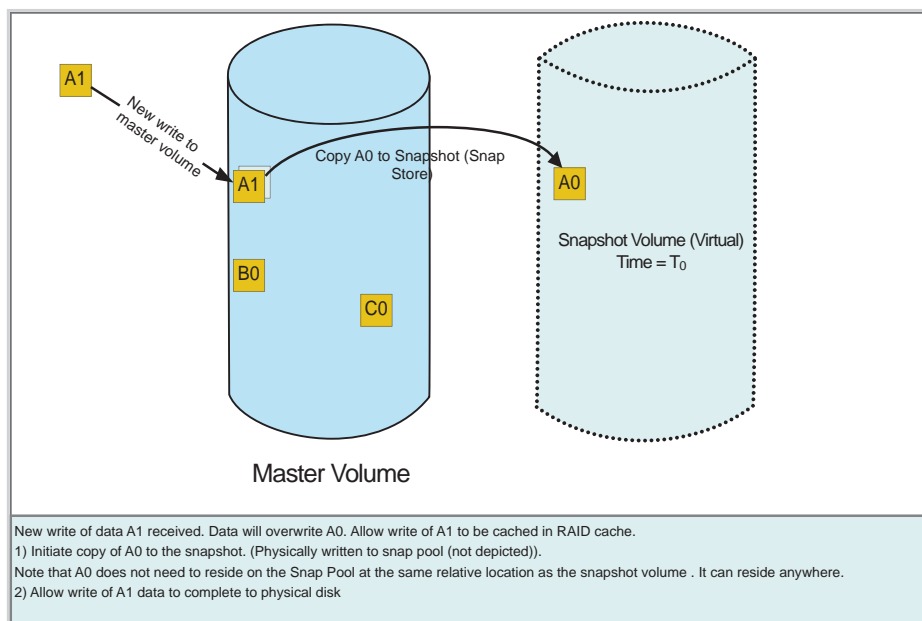 A1
New write to
master volume
Copy A0 to Snapshot (Snap
Store)
A1
A0
Snapshot Volume (Virtual)
Time = T0
B0
C0
Master Volume
New write of data A1 received. Data will overwrite A0. Allow write of A1 to be cached in RAID cache.
1) Initiate copy of A0 to the snapshot. (Physically written to snap pool (not depicted)).
Note that A0 does not need to reside on the Snap Pool at the same relative location as the snapshot volume . It can reside anywhere.
2) Allow write of A1 data to complete to physical disk